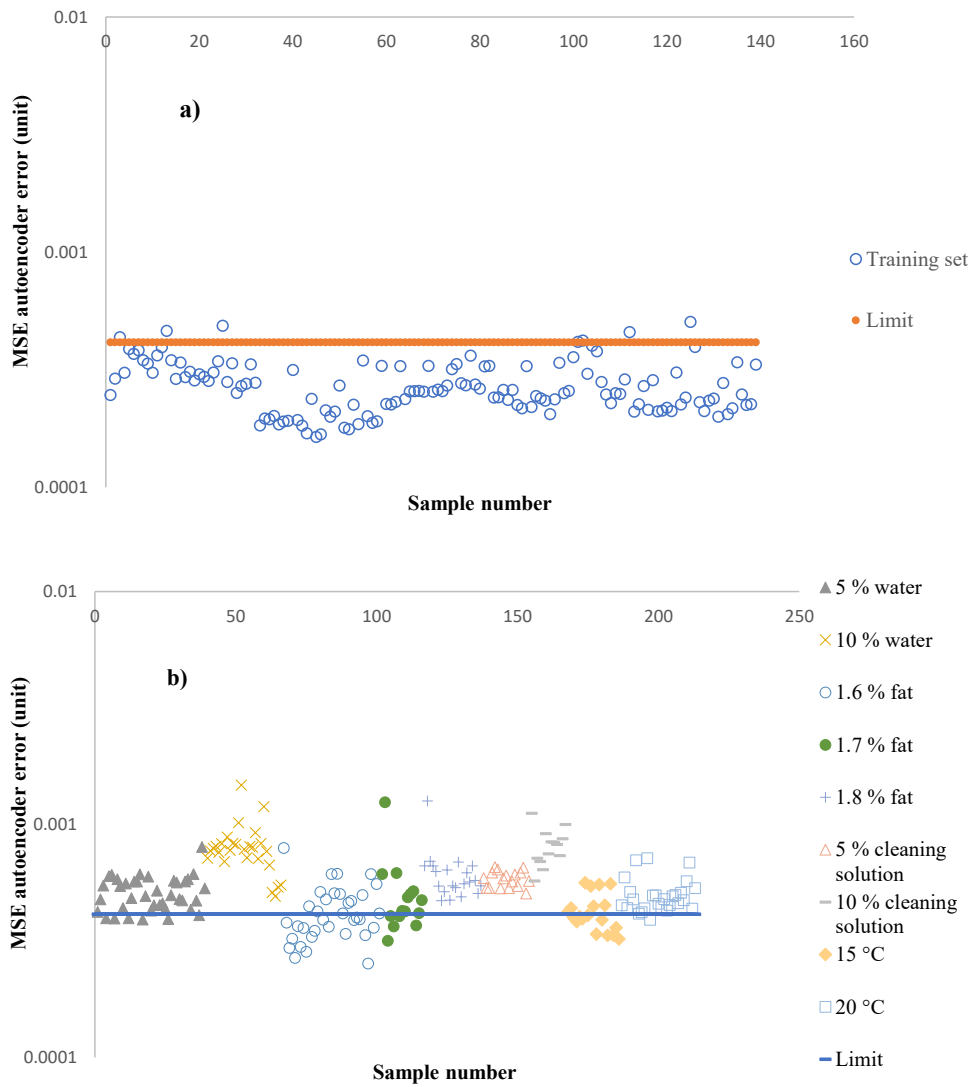 0.01
0 20 40 60 80 100 120 140 160
a)
MSE autoencoder error (unit)
0.001
Training set
Limit
0.0001
Sample number
0.01
0 50 100 150 200 250
b)
MSE autoencoder error (unit)
0.001
0.0001
Sample number
5 % water
10 % water
1.6 % fat
1.7 % fat
1.8 % fat
5 % cleaning
solution
10 % cleaning
solution
15 °C
20 °C
Limit